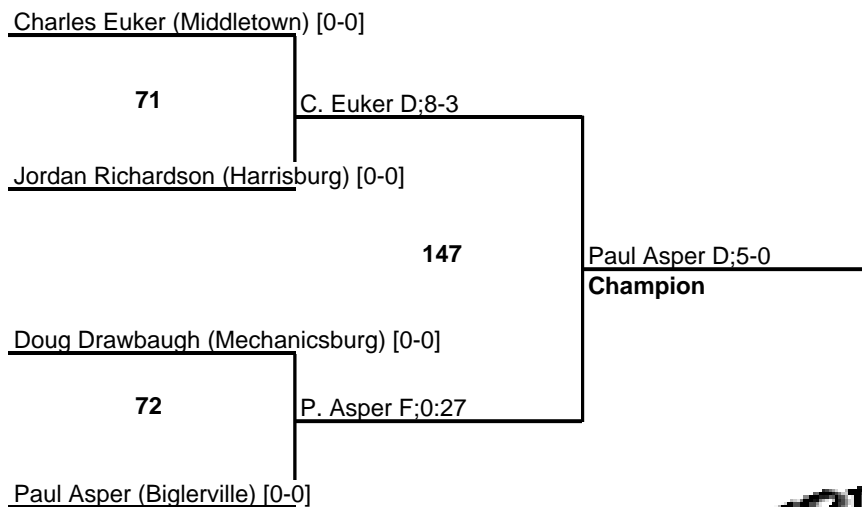 Charles Euker (Middletown) [0-0]
71
C. Euker D;8-3
Jordan Richardson (Harrisburg) [0-0]
147
Paul Asper D;5-0
Champion
Doug Drawbaugh (Mechanicsburg) [0-0]
72
P. Asper F;0:27
Paul Asper (Biglerville) [0-0]